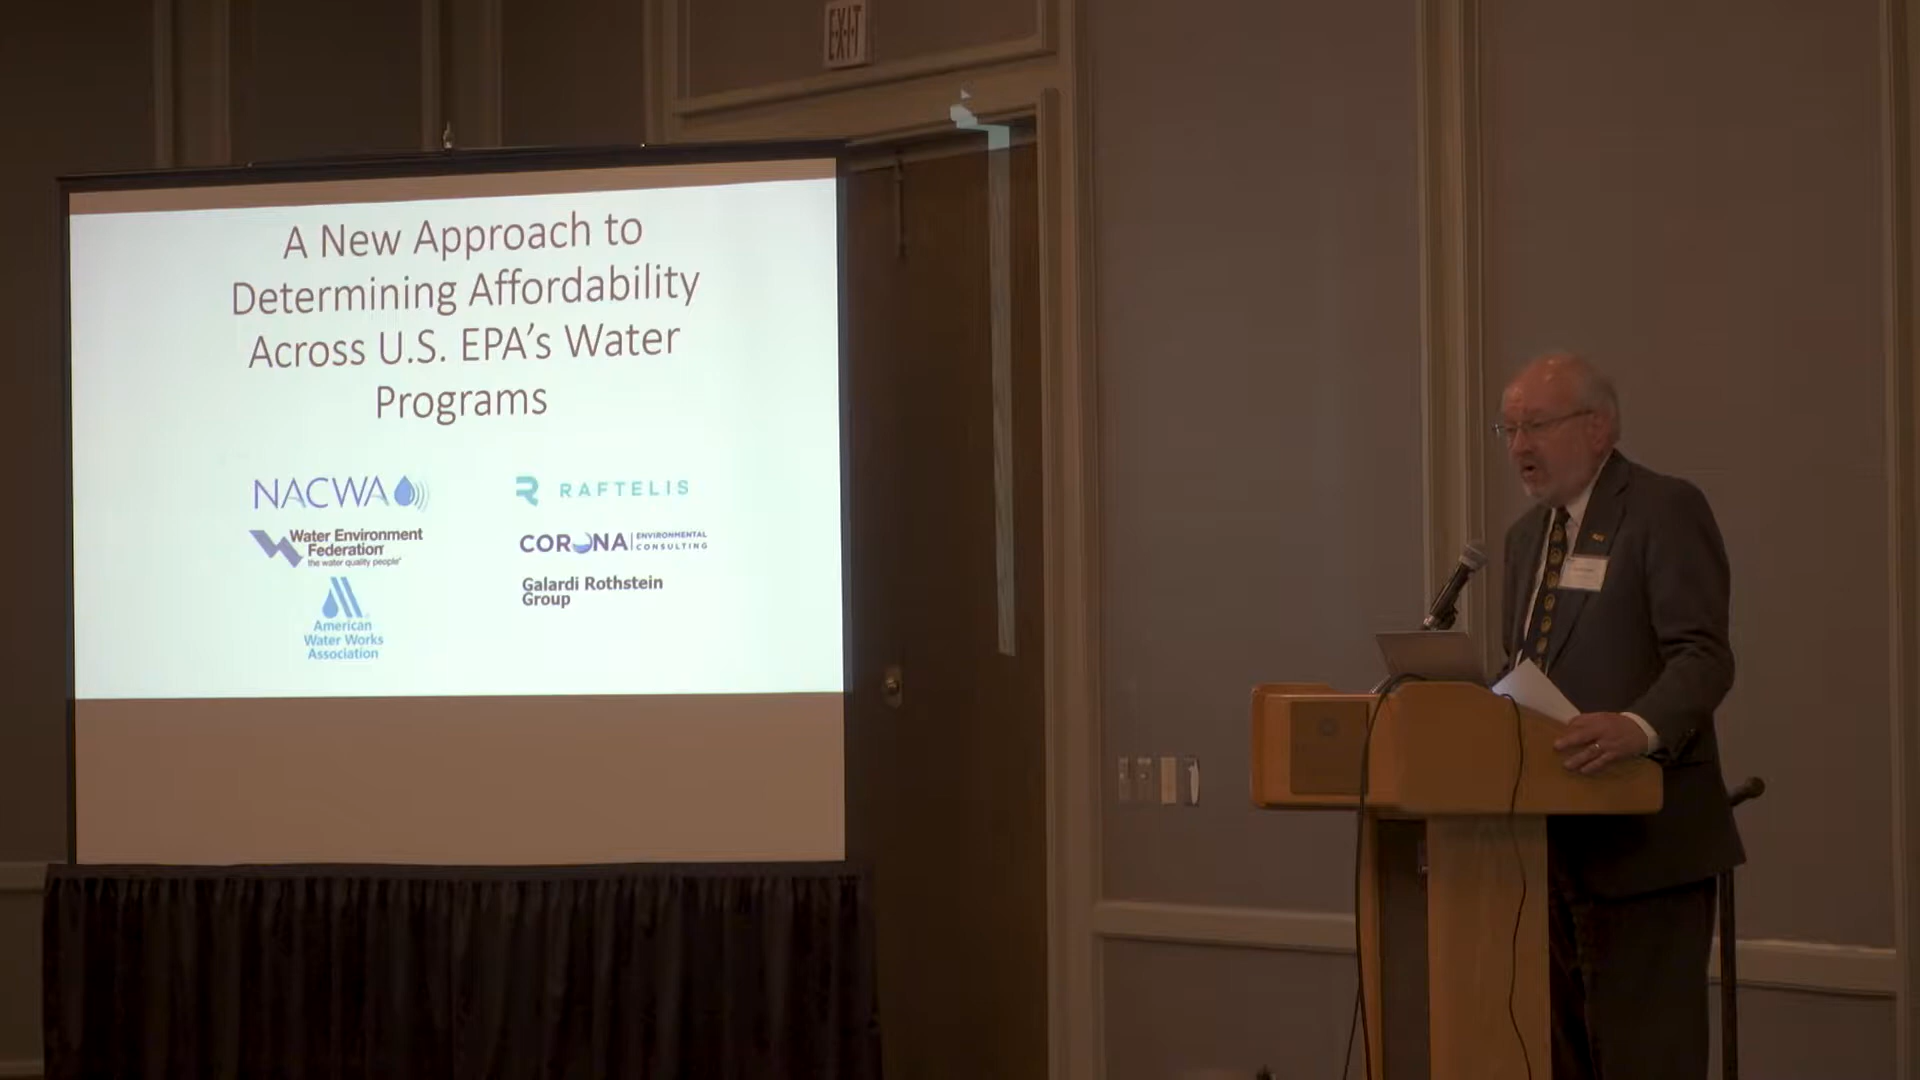 EXIT
A New Approach to
Determining Affordability
Across U.S. EPA's Water
Programs
NACWA
Water Environment
Federation
the water quality people®
American
Water Works
Association
RAFTELIS
CORONA ENVIRONMENTAL
CONSULTING
Galardi Rothstein
Group